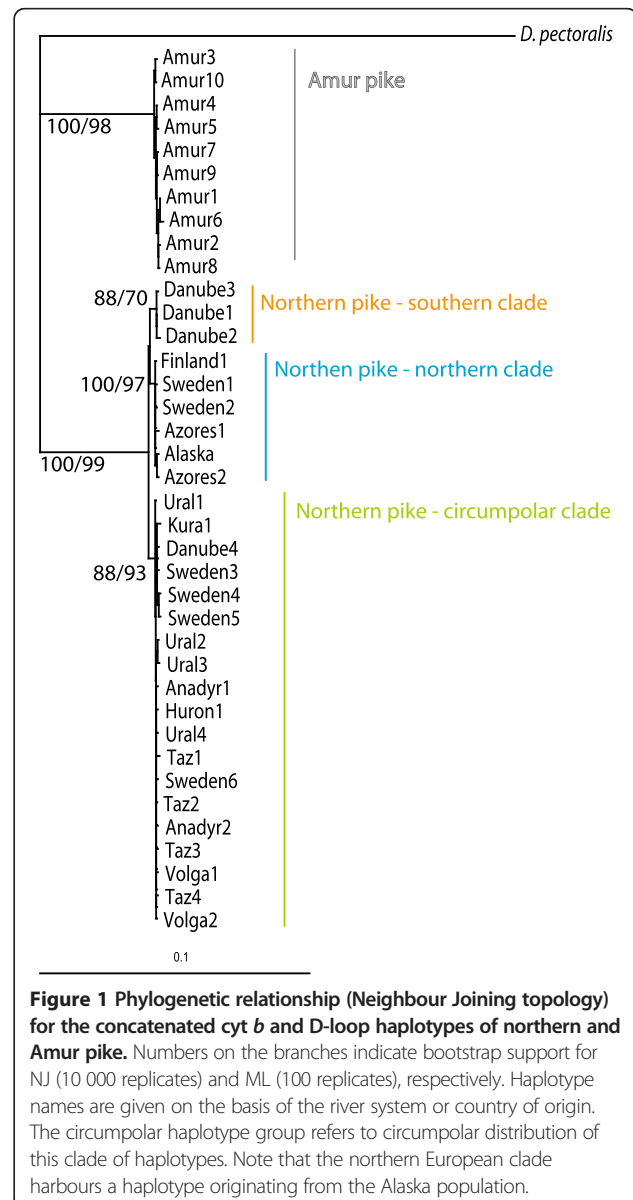 D. pectoralis
Amur3
Amur10
Amur pike
Amur4
100/98
Amur5
Amur7
Amur9
Amur1
Amur6
Amur2
Amur8
88/70
Danube3
Danube1
Northern pike - southern clade
Danube2
Finland1
Northen pike - northern clade
100/97
Sweden1
Sweden2
Azores1
Alaska
100/99
Azores2
Ural1
Northern pike - circumpolar clade
Kura1
Danube4
88/93
Sweden3
Sweden4
Sweden5
Ural2
Ural3
Anadyr1
Huron1
Ural4
Taz1
Sweden6
Taz2
Anadyr2
Taz3
Volga1
Taz4
Volga2
0.1
Figure 1 Phylogenetic relationship (Neighbour Joining topology)
for the concatenated cyt b and D-loop haplotypes of northern and
Amur pike. Numbers on the branches indicate bootstrap support for
NJ (10 000 replicates) and ML (100 replicates), respectively. Haplotype
names are given on the basis of the river system or country of origin.
The circumpolar haplotype group refers to circumpolar distribution of
this clade of haplotypes. Note that the northern European clade
harbours a haplotype originating from the Alaska population.